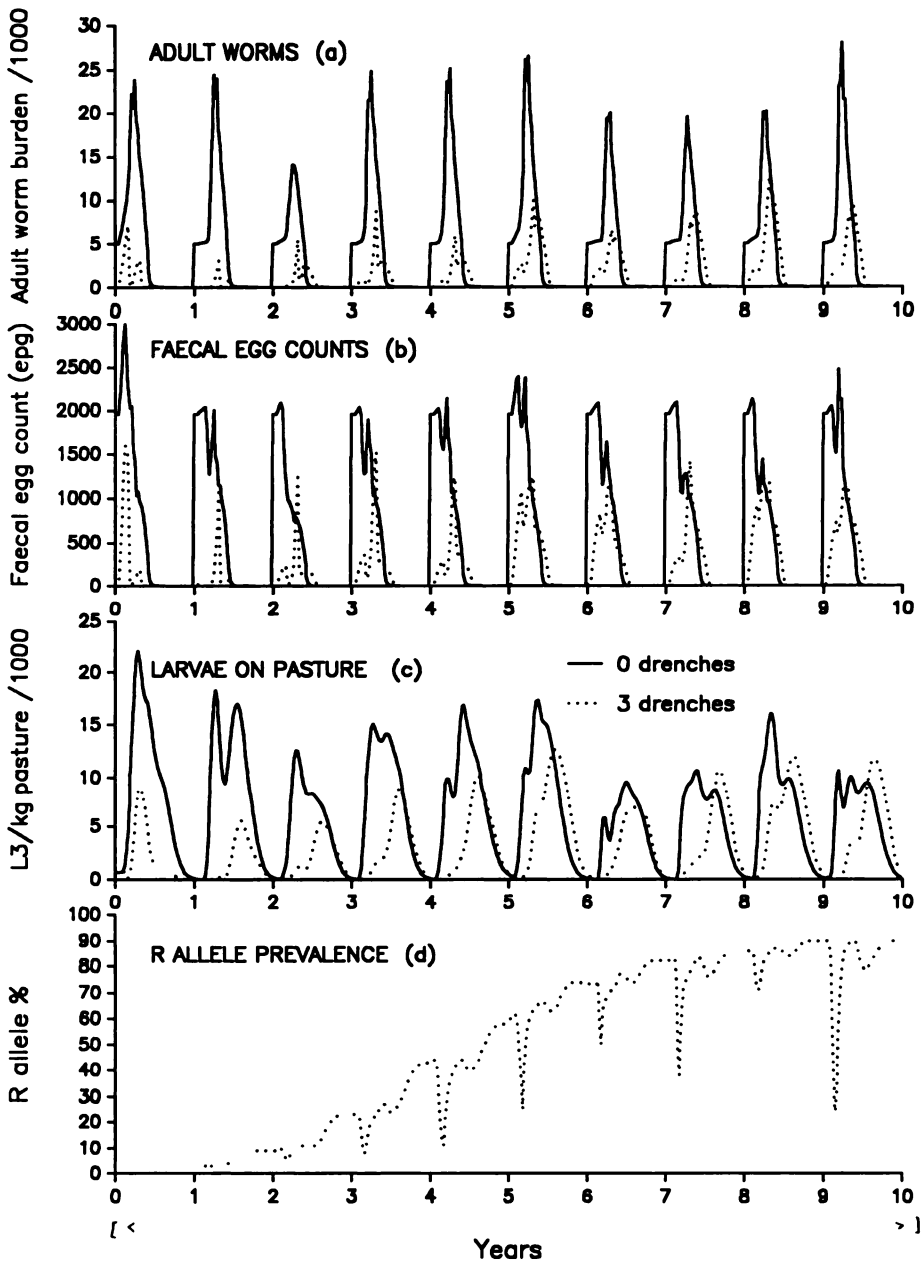 ADULT WORMS (a)
Adult worm burden /1000
30
25
20
15
10
5
0
0 1 2 3 4 5 6 7 8 9 10
FAECAL EGG COUNTS (b)
Faecal egg count (epg)
3000
2500
2000
1500
1000
500
0
0 1 2 3 4 5 6 7 8 9 10
LARVAE ON PASTURE (c)
L3/kg pasture /1000
25
20
15
10
5
0
0 drenches
3 drenches
0 1 2 3 4 5 6 7 8 9 10
R ALLELE PREVALENCE (d)
R allele %
100
90
80
70
60
50
40
30
20
10
0
0 1 2 3 4 5 6 7 8 9 10
[ < > ]
Years